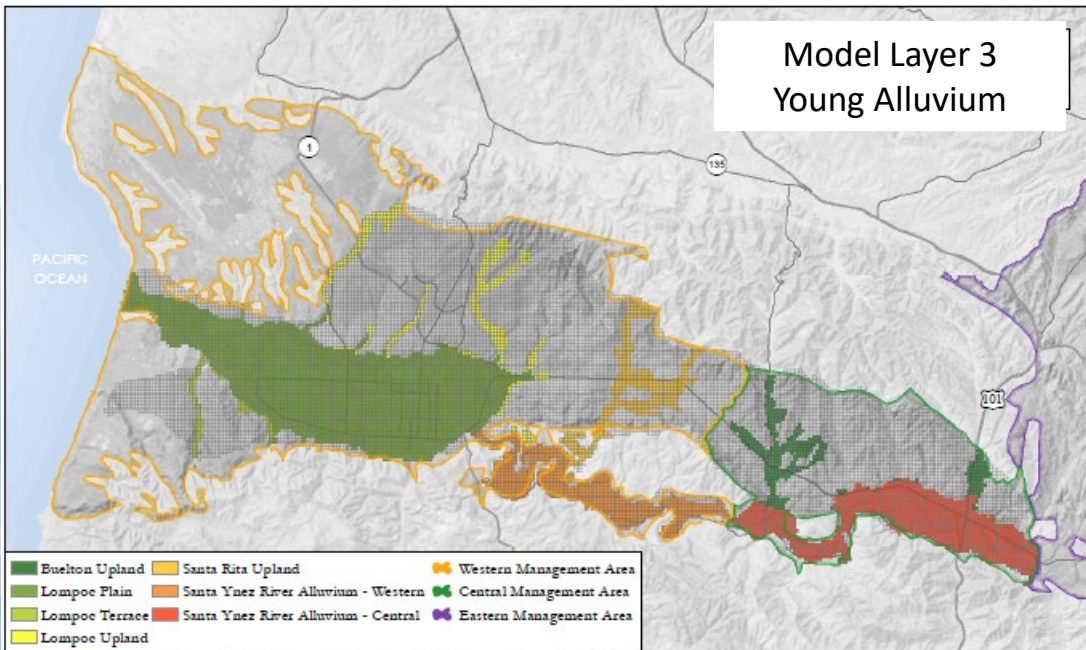 Model Layer 3
Young Alluvium
1
135
PACIFIC
OCEAN
101
Buelton Upland
Santa Rita Upland
Western Management Area
Lompoc Plain
Santa Ynez River Alluvium - Western
Central Management Area
Lompoc Terrace
Santa Ynez River Alluvium - Central
Eastern Management Area
Lompoc Upland